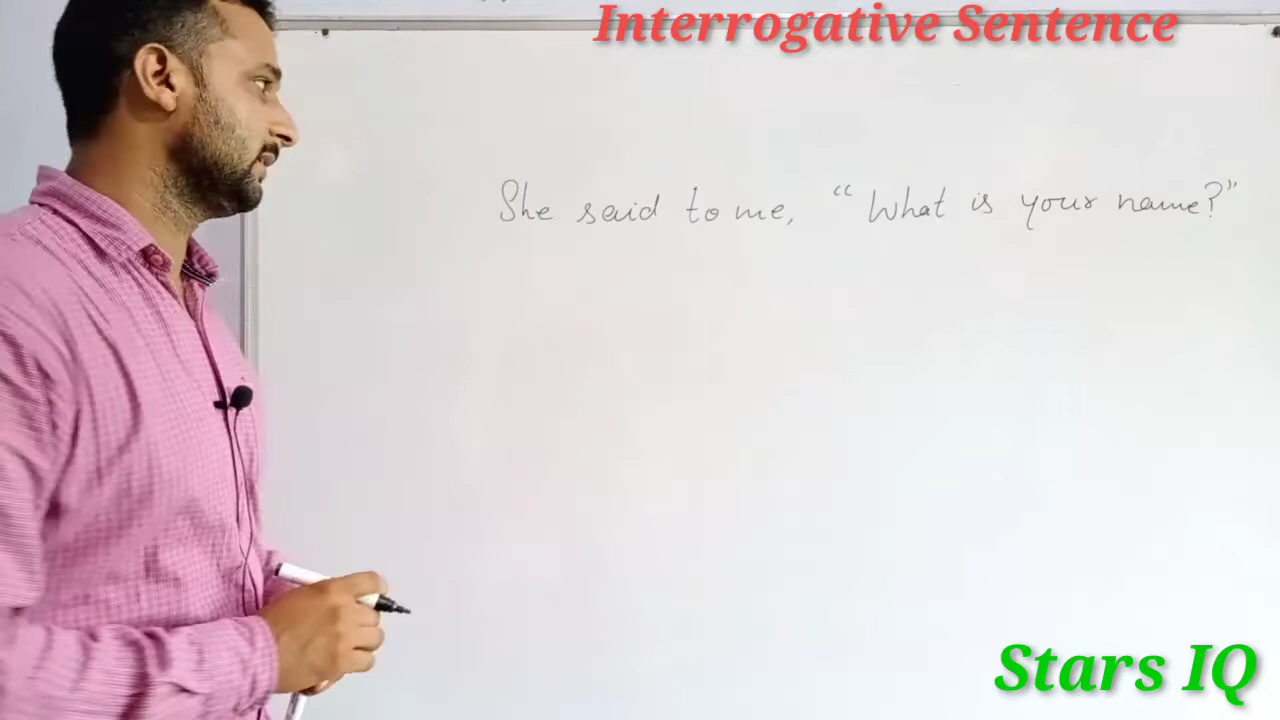 Interrogative Sentence
She said to me, “What is your name?”
Stars IQ